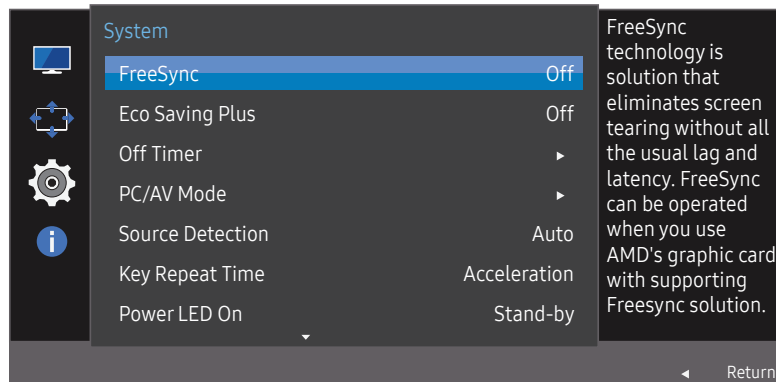 System
FreeSync Off
Eco Saving Plus Off
Off Timer ►
PC/AV Mode ►
Source Detection Auto
Key Repeat Time Acceleration
Power LED On Stand-by
FreeSync
technology is
solution that
eliminates screen
tearing without all
the usual lag and
latency. FreeSync
can be operated
when you use
AMD's graphic card
with supporting
Freesync solution.
◄ Return